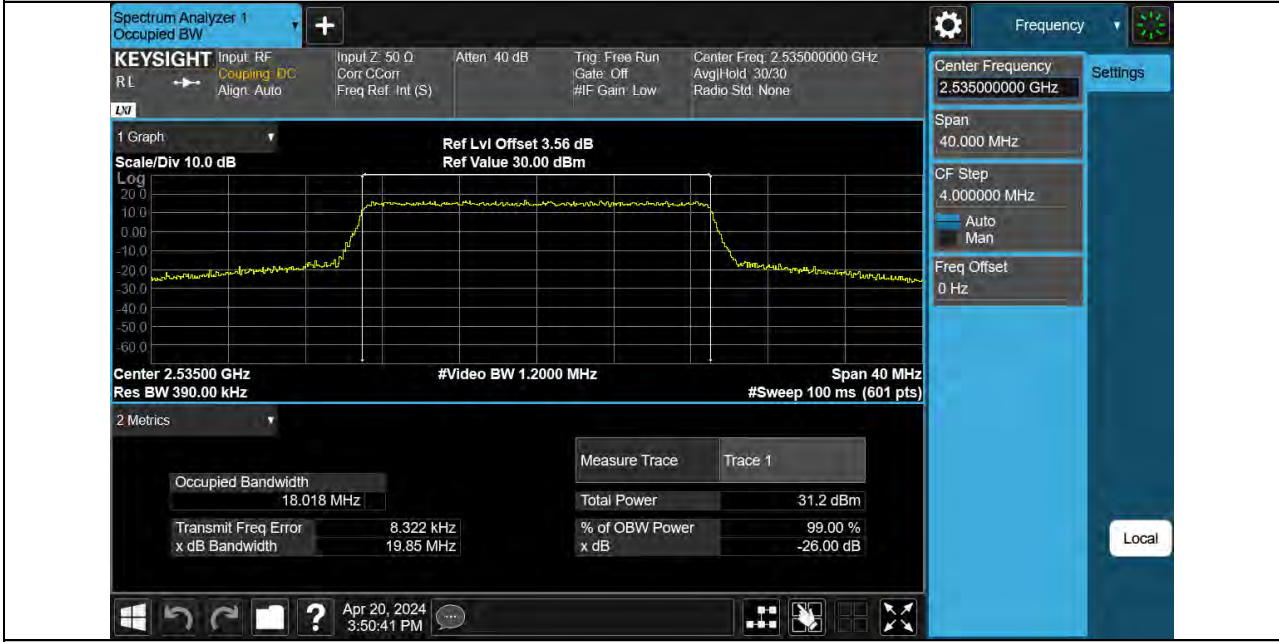 Spectrum Analyzer 1
Occupied BW
+
Frequency
KEYSIGHT
RL
LXI
Input: RF
Coupling: DC
Align: Auto
Input Z: 50 Ω
Corr CCorr
Freq Ref: Int (S)
Atten: 40 dB
Trig: Free Run
Gate: Off
#IF Gain: Low
Center Freq: 2.535000000 GHz
Avg|Hold: 30/30
Radio Std: None
1 Graph
Scale/Div 10.0 dB
Ref Lvl Offset 3.56 dB
Ref Value 30.00 dBm
Log
20.0
10.0
0.00
-10.0
-20.0
-30.0
-40.0
-50.0
-60.0
Center 2.53500 GHz
#Video BW 1.2000 MHz
Span 40 MHz
Res BW 390.00 kHz
#Sweep 100 ms (601 pts)
2 Metrics
Measure Trace Trace 1
Occupied Bandwidth
18.018 MHz
Total Power 31.2 dBm
Transmit Freq Error 8.322 kHz
% of OBW Power 99.00 %
x dB Bandwidth 19.85 MHz
x dB -26.00 dB
Center Frequency
2.535000000 GHz
Settings
Span
40.000 MHz
CF Step
4.000000 MHz
Auto
Man
Freq Offset
0 Hz
Local
?
Apr 20, 2024
3:50:41 PM